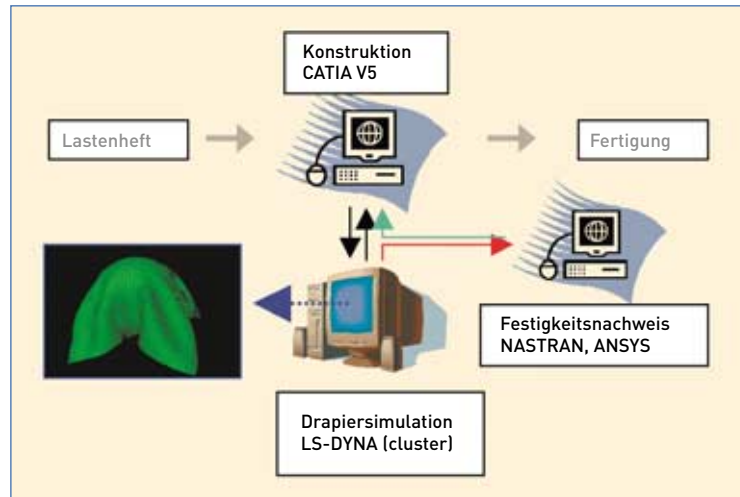 Konstruktion
CATIA V5
Lastenheft
Fertigung
Festigkeitsnachweis
NASTRAN, ANSYS
Drapiersimulation
LS-DYNA (cluster)